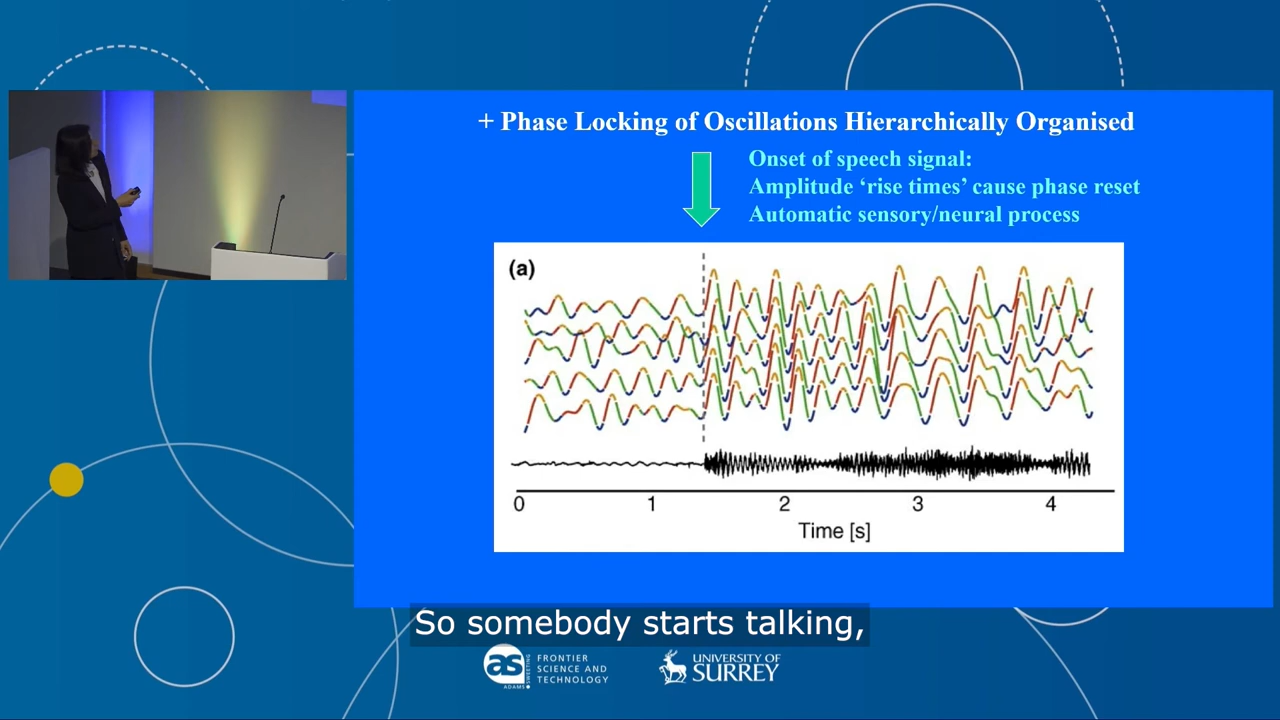 + Phase Locking of Oscillations Hierarchically Organised
Onset of speech signal:
Amplitude ‘rise times’ cause phase reset
Automatic sensory/neural process
(a)
0 1 2 3 4
Time [s]
So somebody starts talking,
as
ADAMS
SWEETING
FRONTIER
SCIENCE AND
TECHNOLOGY
UNIVERSITY OF
SURREY